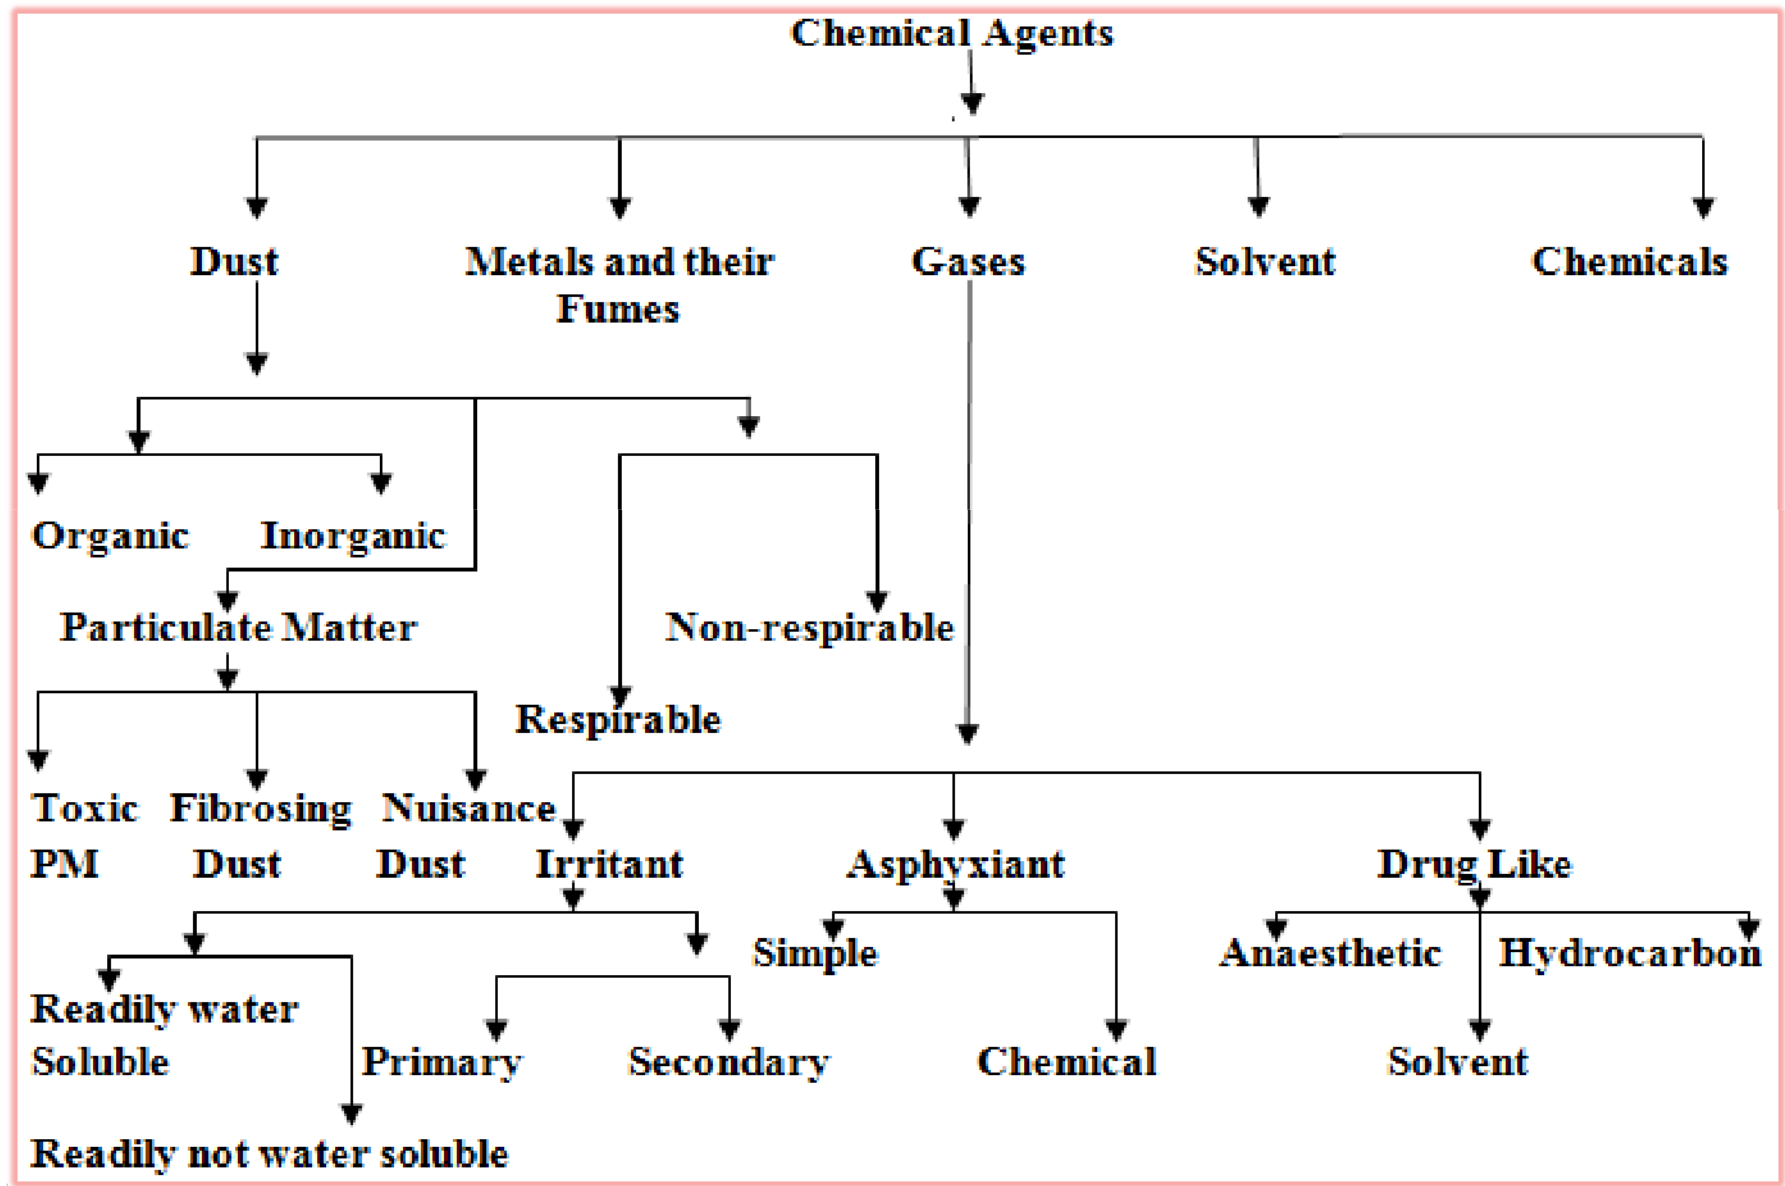 Chemical Agents
Dust
Metals and their
Fumes
Gases
Solvent
Chemicals
Organic
Inorganic
Particulate Matter
Non-respirable
Respirable
Toxic
PM
Fibrosing
Dust
Nuisance
Dust
Irritant
Asphyxiant
Drug Like
Simple
Anaesthetic
Hydrocarbon
Readily water
Soluble
Primary
Secondary
Chemical
Solvent
Readily not water soluble